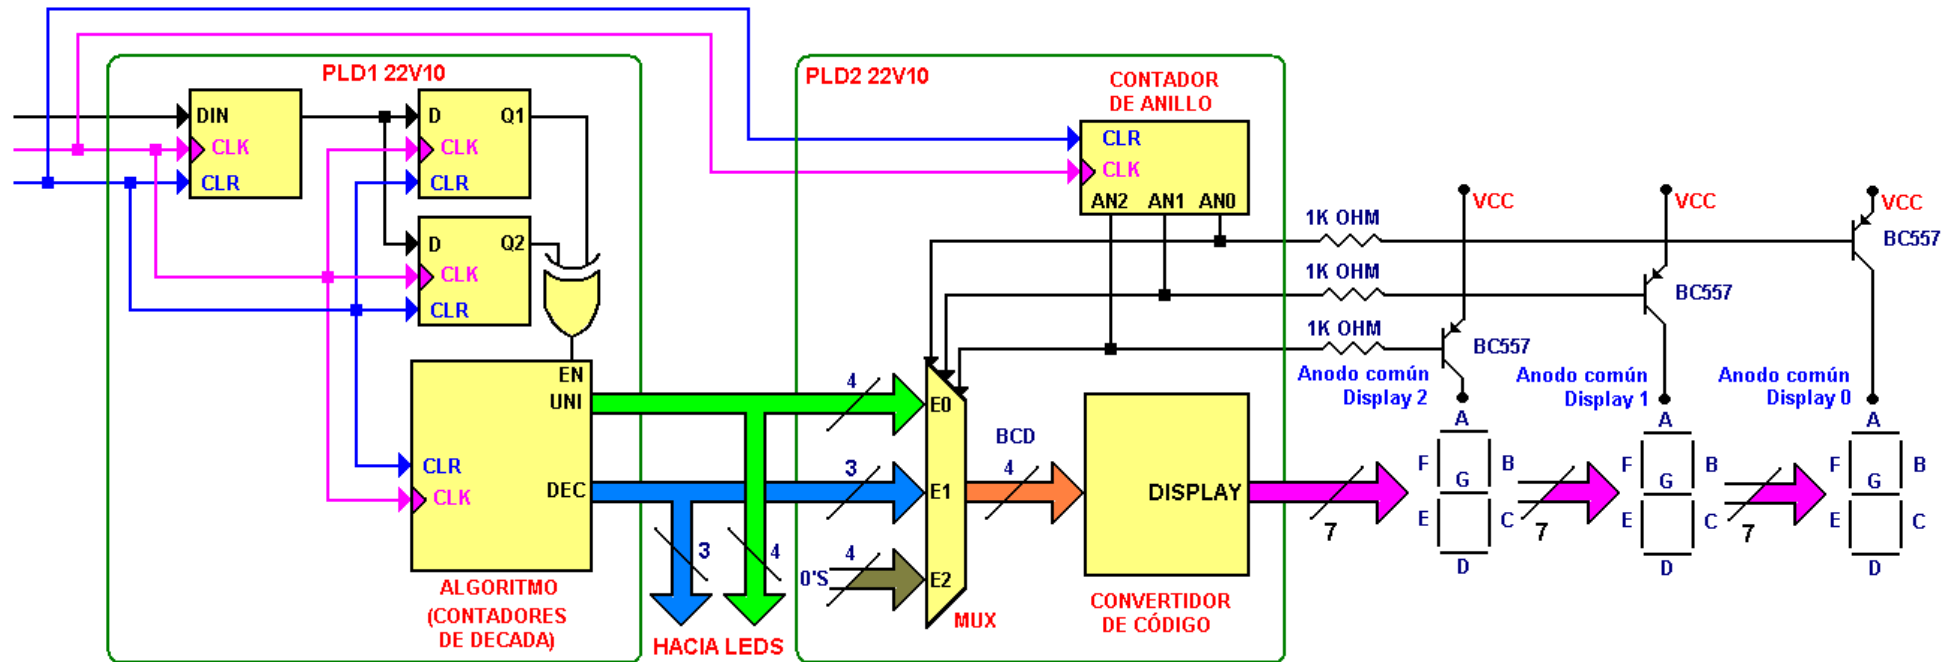 PLD1 22V10
DIN
CLK
CLR
D
Q1
CLK
CLR
D
Q2
CLK
CLR
EN
UNI
CLR
CLK
DEC
ALGORITMO
(CONTADORES
DE DECADA)
3
4
HACIA LEDS
PLD2 22V10
CONTADOR
DE ANILLO
CLR
CLK
AN2 AN1 AN0
4
E0
3
E1
4
0'S
E2
MUX
BCD
4
DISPLAY
CONVERTIDOR
DE CÓDIGO
1K OHM
1K OHM
1K OHM
VCC
BC557
VCC
BC557
VCC
BC557
Anodo común
Display 2
Anodo común
Display 1
Anodo común
Display 0
7
A
F
B
G
E
C
D
7
A
F
B
G
E
C
D
7
A
F
B
G
E
C
D